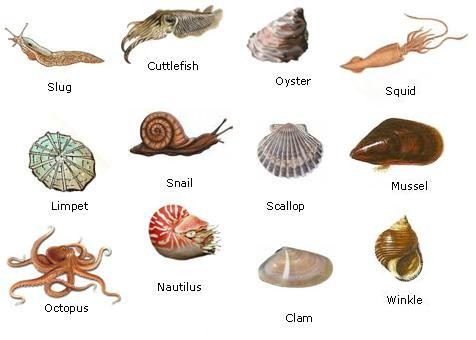 Slug
Cuttlefish
Oyster
Squid
Limpet
Snail
Scallop
Mussel
Octopus
Nautilus
Clam
Winkle